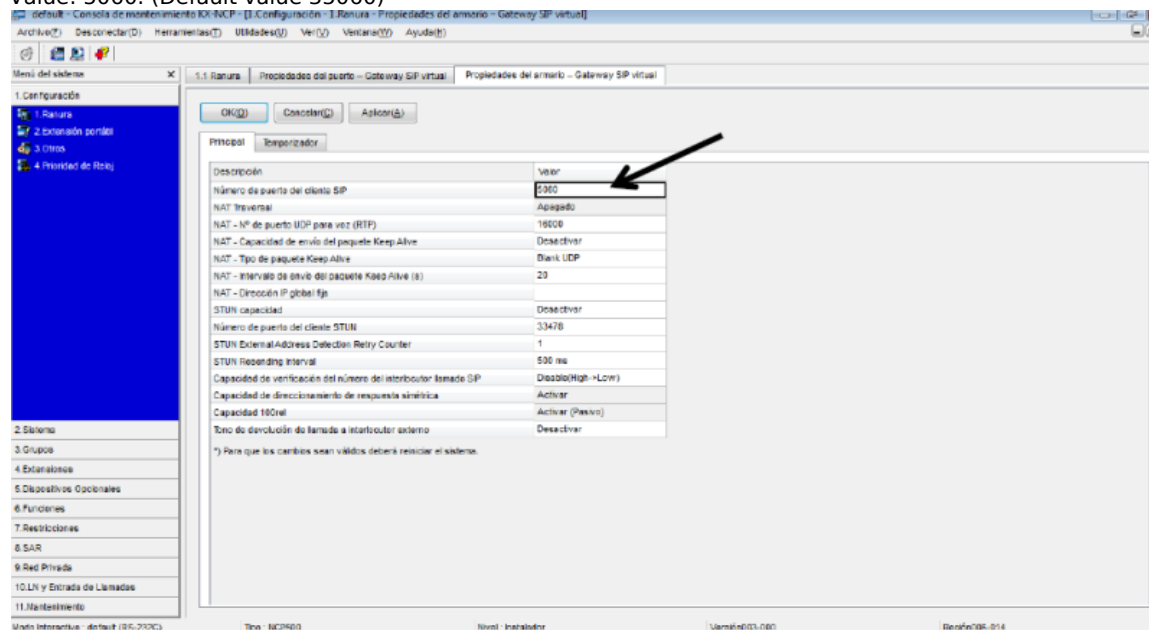 value: 5060. (Default value 35060)
default - Consola de mantenimiento KX-NCP - [1.Configuración - 1.Ranura - Propiedades del armario - Gateway SIP virtual]
Archivo(F) Desconectar(D) Herramientas(T) Utilidades(U) Ver(V) Ventana(W) Ayuda(H)
Menú del sistema X
1.1 Ranura Propiedades del puerto - Gateway SIP virtual Propiedades del armario - Gateway SIP virtual
1.Configuración
1.Ranura
2.Extensión portátil
3.Otros
4.Prioridad de Reloj
OK(O) Cancelar(C) Aplicar(A)
Principal Temporizador
Descripción Valor
Número de puerto del cliente SIP 5060
NAT Traversal Apagado
NAT - Nº de puerto UDP para voz (RTP) 16000
NAT - Capacidad de envío del paquete Keep Alive Desactivar
NAT - Tipo de paquete Keep Alive Blank UDP
NAT - Intervalo de envío del paquete Keep Alive (s) 20
NAT - Dirección IP global fija
STUN capacidad Desactivar
Número de puerto del cliente STUN 33478
STUN External Address Detection Retry Counter 1
STUN Resending Interval 500 ms
Capacidad de verificación del número del interlocutor llamado SIP Disable(High->Low)
Capacidad de direccionamiento de respuesta simétrica Activar
Capacidad 100rel Activar (Pasivo)
Tono de devolución de llamada a interlocutor externo Desactivar
*) Para que los cambios sean válidos deberá reiniciar el sistema.
2.Sistema
3.Grupos
4.Extensiones
5.Dispositivos Opcionales
6.Funciones
7.Restricciones
8.SAR
9.Red Privada
10.LN y Entrada de Llamadas
11.Mantenimiento
Modo Interactivo : default (RS-232C) Tipo : NCP500 Nivel : Instalador Versión003-000 Región006-014